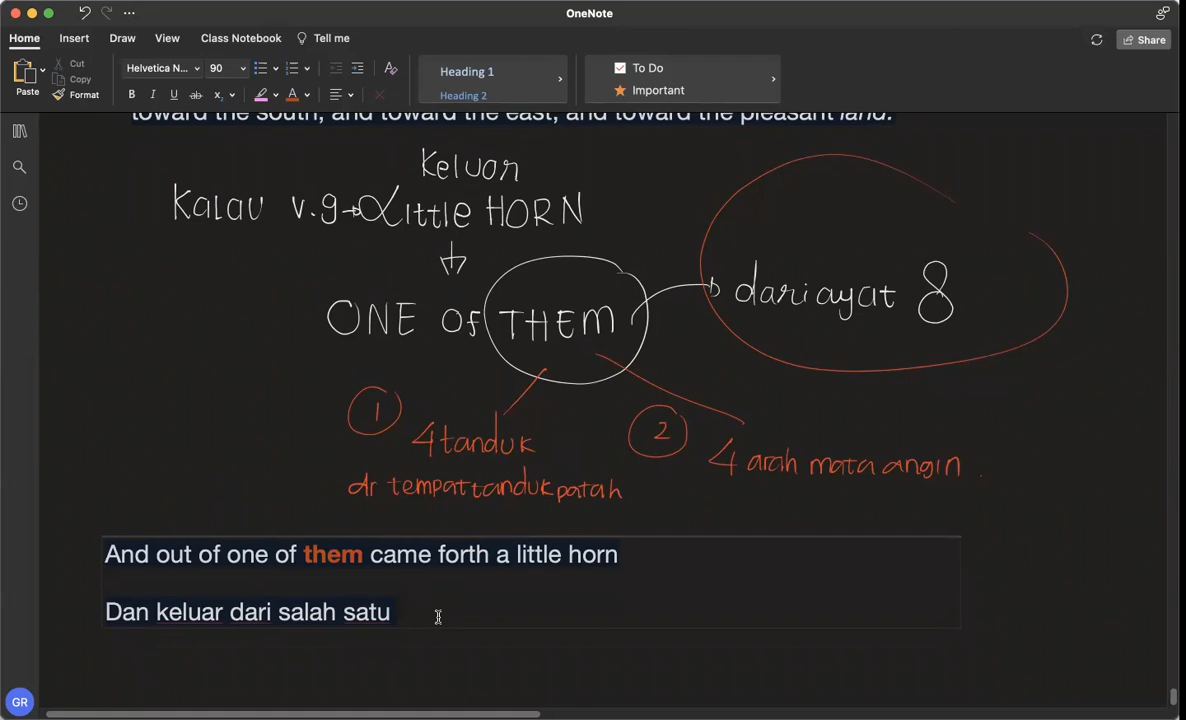 OneNote
Home Insert Draw View Class Notebook Tell me Share
Paste Cut Copy Format
Helvetica N... 90
B I U ab x₂ A
Heading 1
Heading 2
To Do
Important
toward the south, and toward the east, and toward the pleasant land.
Keluar
Kalau v.9 → Little HORN
ONE Of THEM → dari ayat 8
1 4 tanduk
dr tempat tanduk patah
2 4 arah mata angin
And out of one of them came forth a little horn
Dan keluar dari salah satu
GR